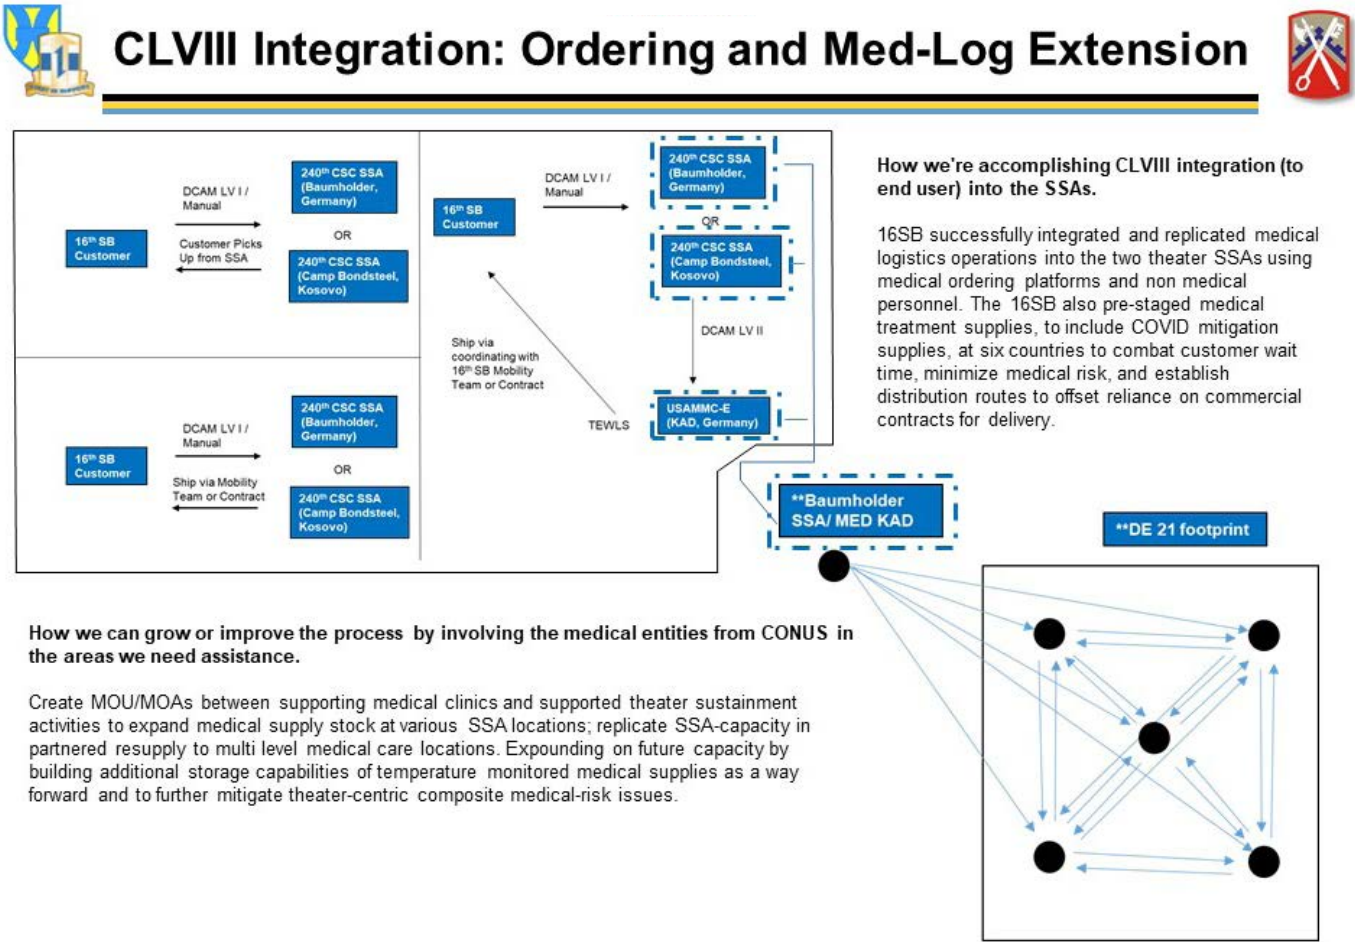 CLVIII Integration: Ordering and Med-Log Extension
DCAM LV I /
Manual
240th CSC SSA
(Baumholder,
Germany)
16th SB
Customer
OR
Customer Picks
Up from SSA
240th CSC SSA
(Camp Bondsteel,
Kosovo)
DCAM LV I /
Manual
240th CSC SSA
(Baumholder,
Germany)
16th SB
Customer
OR
Ship via Mobility
Team or Contract
240th CSC SSA
(Camp Bondsteel,
Kosovo)
16th SB
Customer
DCAM LV I /
Manual
240th CSC SSA
(Baumholder,
Germany)
OR
240th CSC SSA
(Camp Bondsteel,
Kosovo)
DCAM LV II
Ship via
coordinating with
16th SB Mobility
Team or Contract
TEWLS
USAMMC-E
(KAD, Germany)
How we're accomplishing CLVIII integration (to
end user) into the SSAs.
16SB successfully integrated and replicated medical
logistics operations into the two theater SSAs using
medical ordering platforms and non medical
personnel. The 16SB also pre-staged medical
treatment supplies, to include COVID mitigation
supplies, at six countries to combat customer wait
time, minimize medical risk, and establish
distribution routes to offset reliance on commercial
contracts for delivery.
**Baumholder
SSA/ MED KAD
**DE 21 footprint
How we can grow or improve the process by involving the medical entities from CONUS in
the areas we need assistance.
Create MOU/MOAs between supporting medical clinics and supported theater sustainment
activities to expand medical supply stock at various SSA locations; replicate SSA-capacity in
partnered resupply to multi level medical care locations. Expounding on future capacity by
building additional storage capabilities of temperature monitored medical supplies as a way
forward and to further mitigate theater-centric composite medical-risk issues.